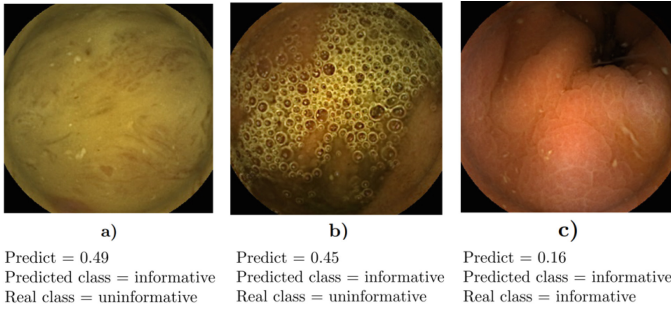 a)
b)
c)
Predict = 0.49
Predicted class = informative
Real class = uninformative
Predict = 0.45
Predicted class = informative
Real class = uninformative
Predict = 0.16
Predicted class = informative
Real class = informative